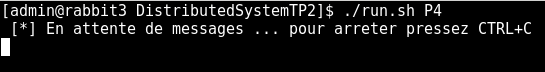 [admin@rabbit3 DistributedSystemTP2]$ ./run.sh P4
[*] En attente de messages ... pour arreter pressez CTRL+C